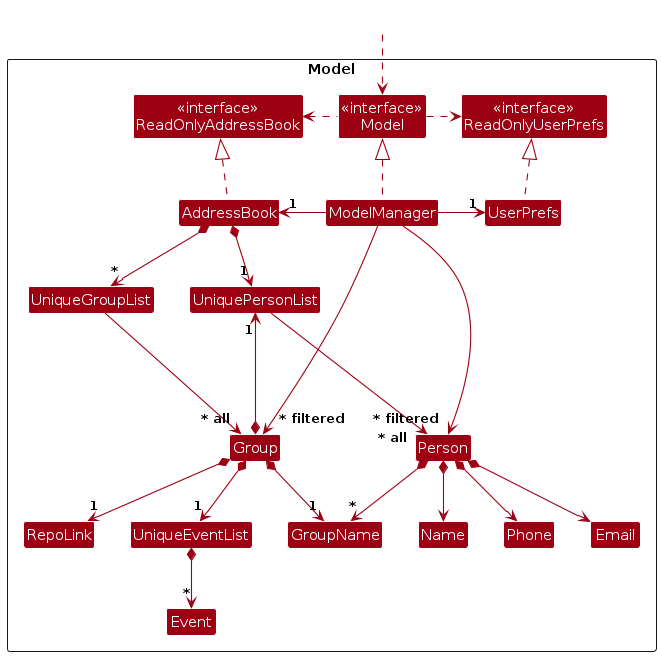 Model
«interface»
ReadOnlyAddressBook
«interface»
Model
«interface»
ReadOnlyUserPrefs
AddressBook
1
ModelManager
1
UserPrefs
*
1
UniqueGroupList
UniquePersonList
1
* all
* filtered
* filtered
* all
Group
Person
1
1
1
*
RepoLink
UniqueEventList
GroupName
Name
Phone
Email
*
Event